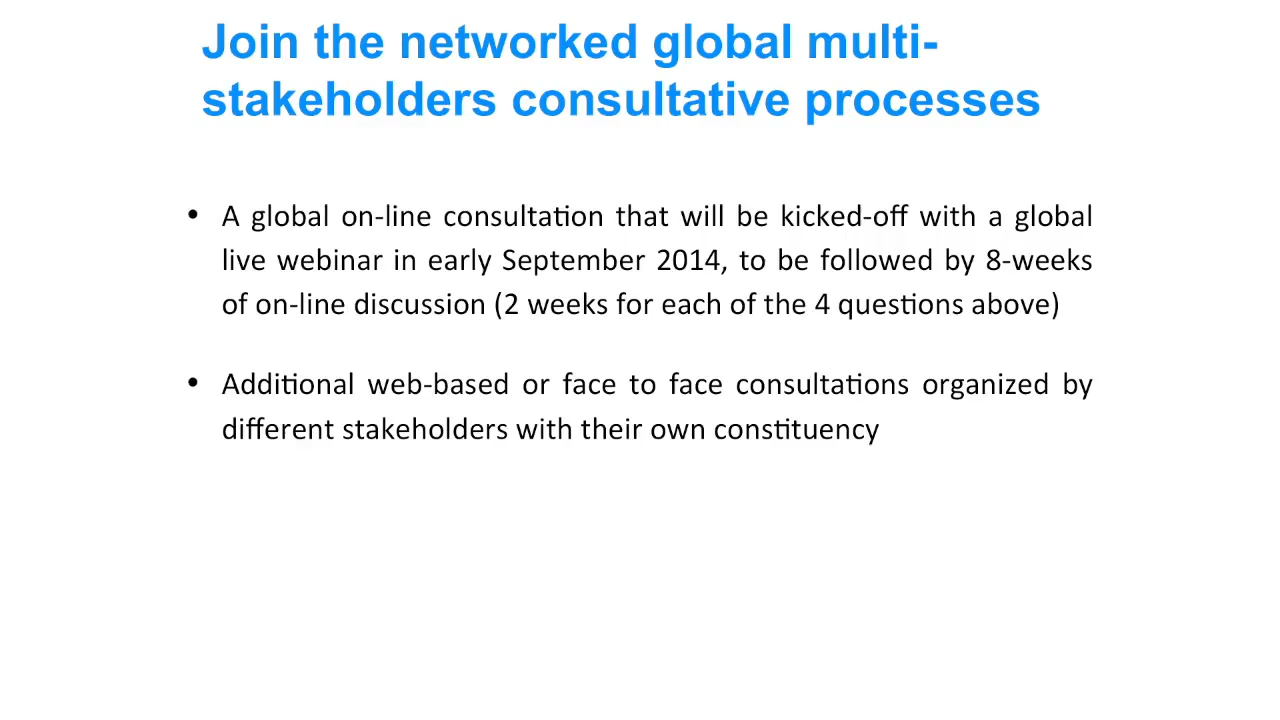 Join the networked global multi-
stakeholders consultative processes
• A global on-line consultation that will be kicked-off with a global
live webinar in early September 2014, to be followed by 8-weeks
of on-line discussion (2 weeks for each of the 4 questions above)
• Additional web-based or face to face consultations organized by
different stakeholders with their own constituency